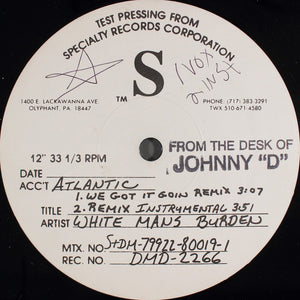 TEST PRESSING FROM
SPECIALTY RECORDS CORPORATION
S
TM
1400 E. LACKAWANNA AVE.
OLYPHANT, PA 18447
PHONE: (717) 383 3291
TWX 510-671-4580
12" 33 1/3 RPM
FROM THE DESK OF
JOHNNY "D"
DATE
ACCT ATLANTIC
1. WE GOT IT GOIN REMIX 3:07
TITLE 2. REMIX INSTRUMENTAL 3:51
ARTIST WHITE MANS BURDEN
MTX. NO. St-DM-79922-80019-1
REC. NO. DMD-2266